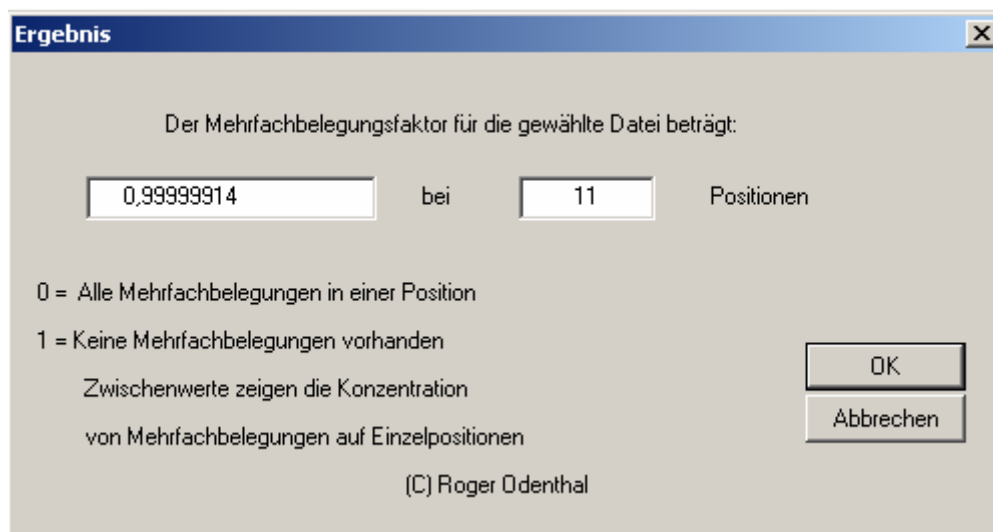 Ergebnis
Der Mehrfachbelegungsfaktor für die gewählte Datei beträgt:
0,99999914 bei 11 Positionen
0 = Alle Mehrfachbelegungen in einer Position
1 = Keine Mehrfachbelegungen vorhanden
Zwischenwerte zeigen die Konzentration
von Mehrfachbelegungen auf Einzelpositionen
OK
Abbrechen
(C) Roger Odenthal